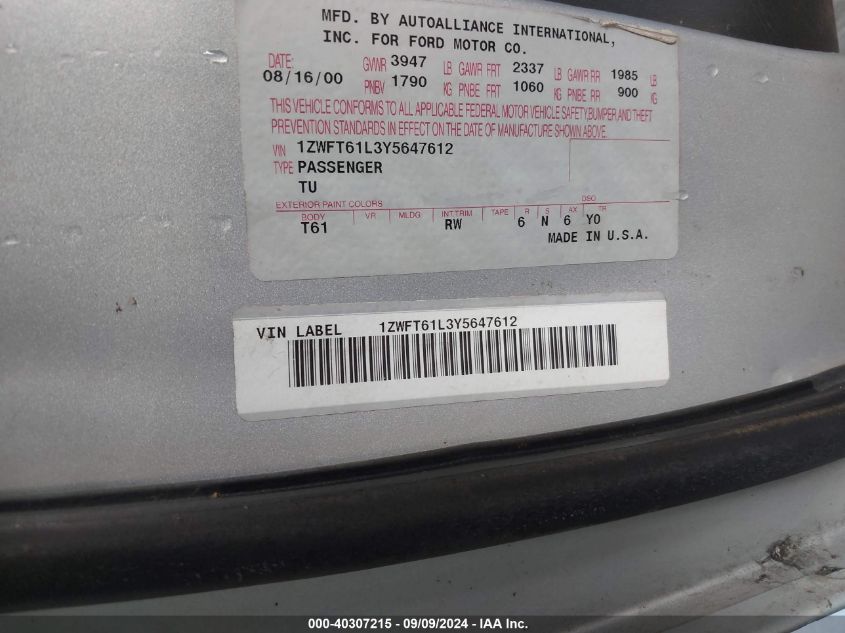 MFD. BY AUTOALLIANCE INTERNATIONAL,
INC. FOR FORD MOTOR CO.
DATE: GVWR 3947 LB GAWR FRT 2337 LB GAWR RR 1985 LB
08/16/00 PNBV 1790 KG PNBE FRT 1060 KG PNBE RR 900 KG
THIS VEHICLE CONFORMS TO ALL APPLICABLE FEDERAL MOTOR VEHICLE SAFETY,BUMPER AND THEFT
PREVENTION STANDARDS IN EFFECT ON THE DATE OF MANUFACTURE SHOWN ABOVE.
VIN 1ZWFT61L3Y5647612
TYPE PASSENGER
TU
EXTERIOR PAINT COLORS DSO
BODY VR MLDG INT.TRIM TAPE R S AX TR
T61 RW 6 N 6 Y0
MADE IN U.S.A.
VIN LABEL 1ZWFT61L3Y5647612
000-40307215 - 09/09/2024 - IAA Inc.